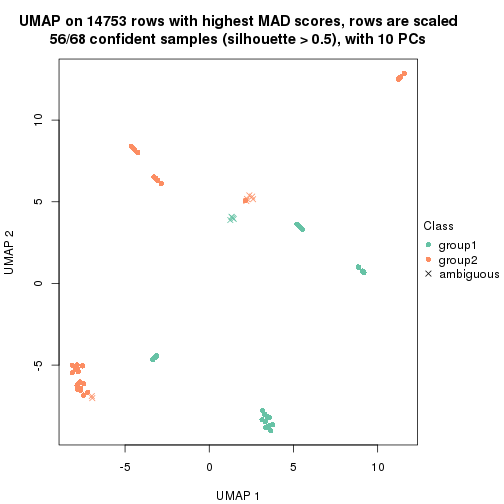 UMAP on 14753 rows with highest MAD scores, rows are scaled
56/68 confident samples (silhouette > 0.5), with 10 PCs
10
5
0
-5
UMAP 2
-5
0
5
10
UMAP 1
Class
group1
group2
ambiguous